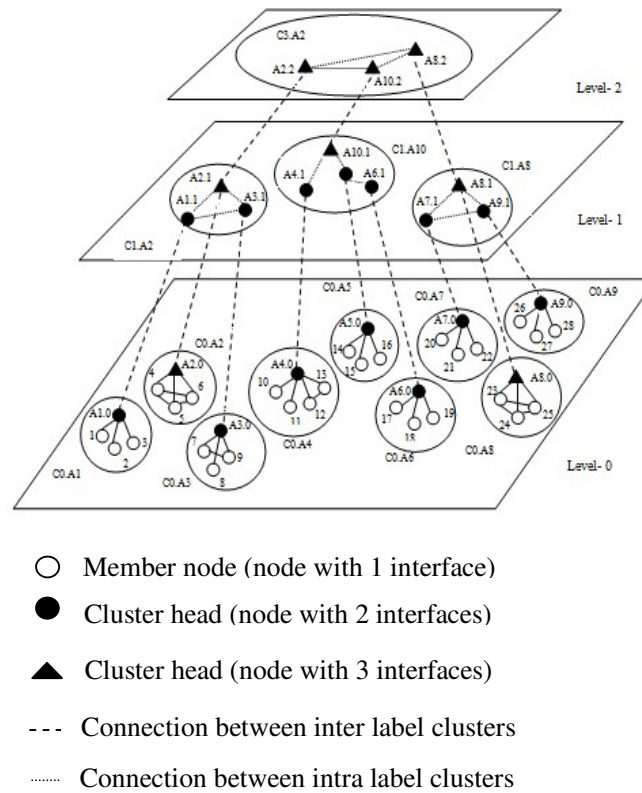 C3.A2
A8.2
A2.2
A10.2
Level- 2
A10.1
C1.A10
A2.1
A4.1
A6.1
C1.A8
A8.1
A1.1
A3.1
A7.1
A9.1
Level- 1
C1.A2
C0.A5
C0.A7
C0.A9
26
A9.0
28
27
A5.0
14
16
15
A7.0
20
22
21
C0.A2
A2.0
4
6
5
A4.0
13
10
12
11
A6.0
17
19
18
A8.0
23
25
24
A1.0
1
3
2
A3.0
7
9
8
C0.A4
C0.A6
C0.A8
C0.A1
C0.A3
Level- 0
Member node (node with 1 interface)
Cluster head (node with 2 interfaces)
Cluster head (node with 3 interfaces)
Connection between inter label clusters
Connection between intra label clusters